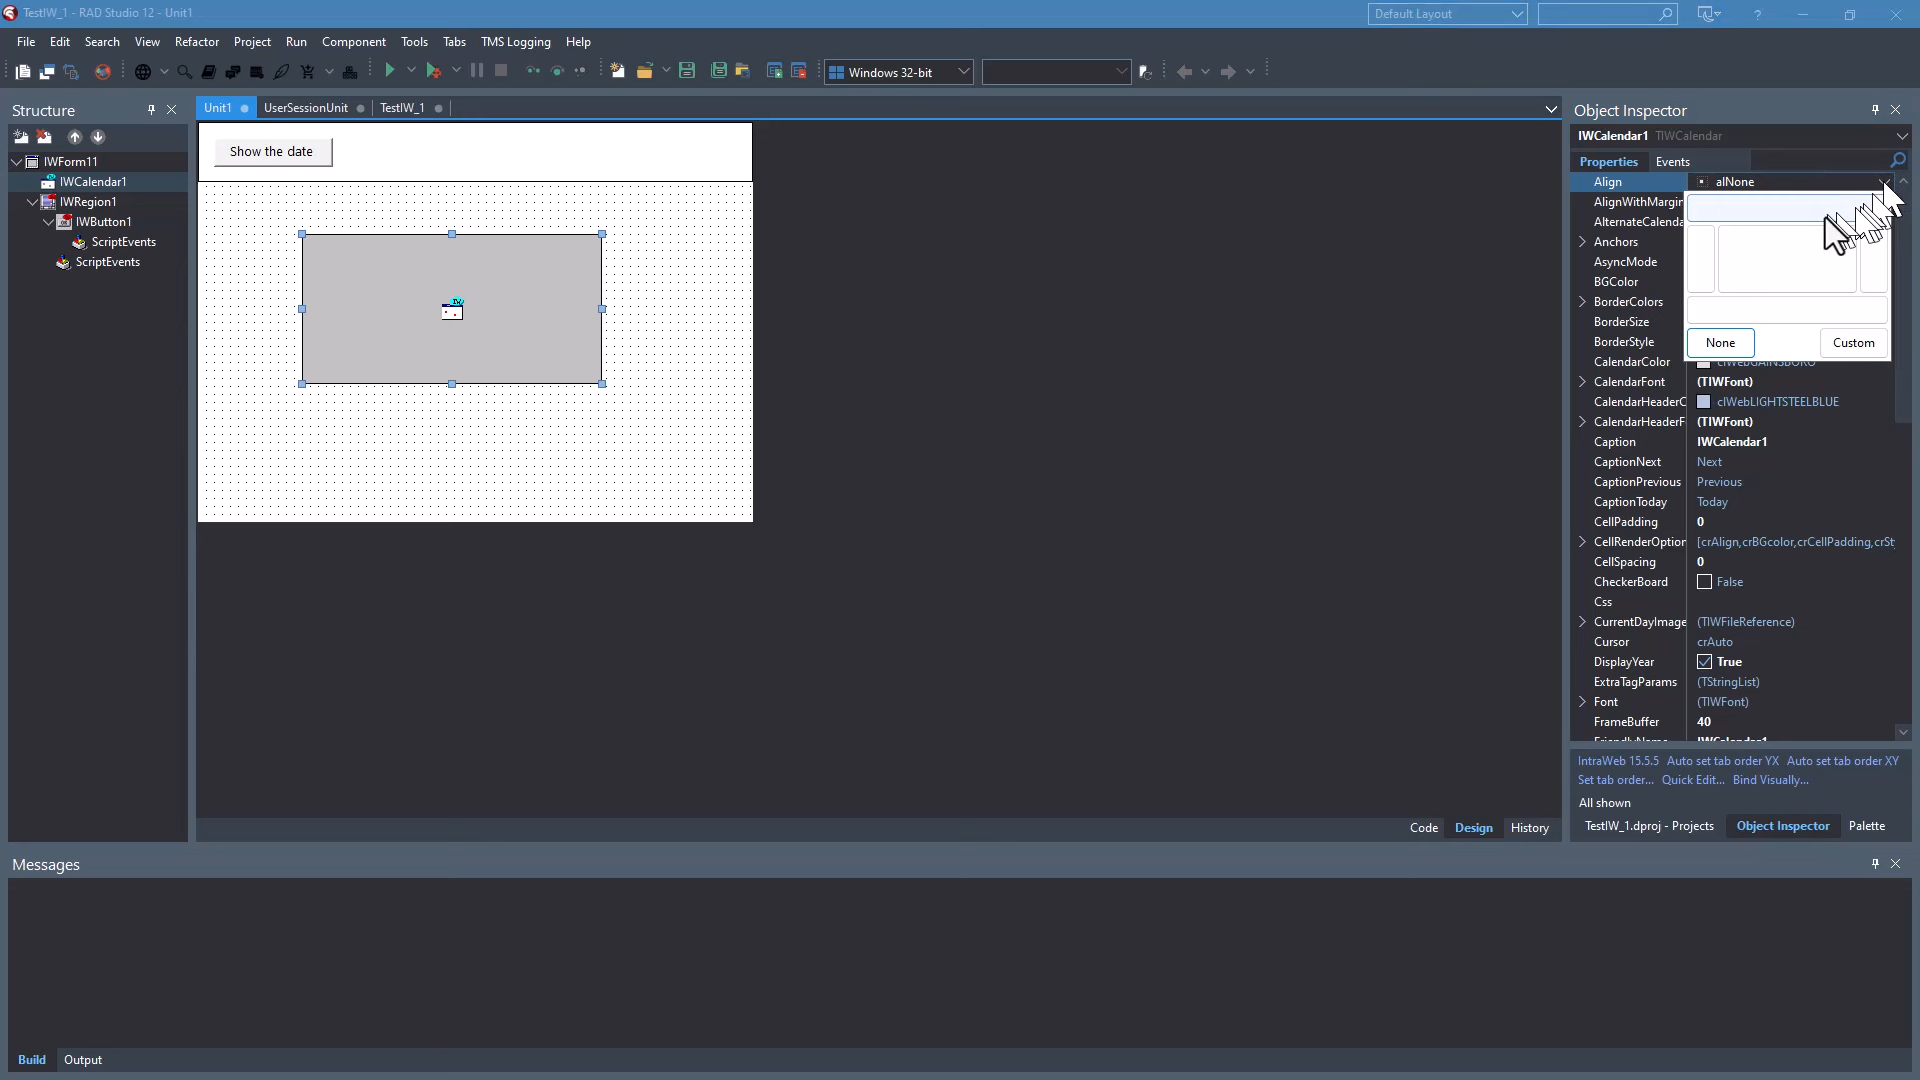 TestIW_1 - RAD Studio 12 - Unit1
Default Layout
File Edit Search View Refactor Project Run Component Tools Tabs TMS Logging Help
Windows 32-bit
Structure
Unit1 UserSessionUnit TestIW_1
Object Inspector
IWCalendar1 TIWCalendar
Properties Events
IWForm11
IWCalendar1
IWRegion1
IWButton1
ScriptEvents
ScriptEvents
Show the date
Align alNone
AlignWithMargin
AlternateCalenda
Anchors
AsyncMode
BGColor
BorderColors
BorderSize
BorderStyle
None Custom
CalendarColor clWebGAINSBORO
CalendarFont (TIWFont)
CalendarHeaderC clWebLIGHTSTEELBLUE
CalendarHeaderF (TIWFont)
Caption IWCalendar1
CaptionNext Next
CaptionPrevious Previous
CaptionToday Today
CellPadding 0
CellRenderOption [crAlign,crBGcolor,crCellPadding,crSty
CellSpacing 0
CheckerBoard False
Css
CurrentDayImage (TIWFileReference)
Cursor crAuto
DisplayYear True
ExtraTagParams (TStringList)
Font (TIWFont)
FrameBuffer 40
FriendlyName IWCalendar1
IntraWeb 15.5.5 Auto set tab order YX Auto set tab order XY
Set tab order... Quick Edit... Bind Visually...
All shown
TestIW_1.dproj - Projects Object Inspector Palette
Code Design History
Messages
Build Output